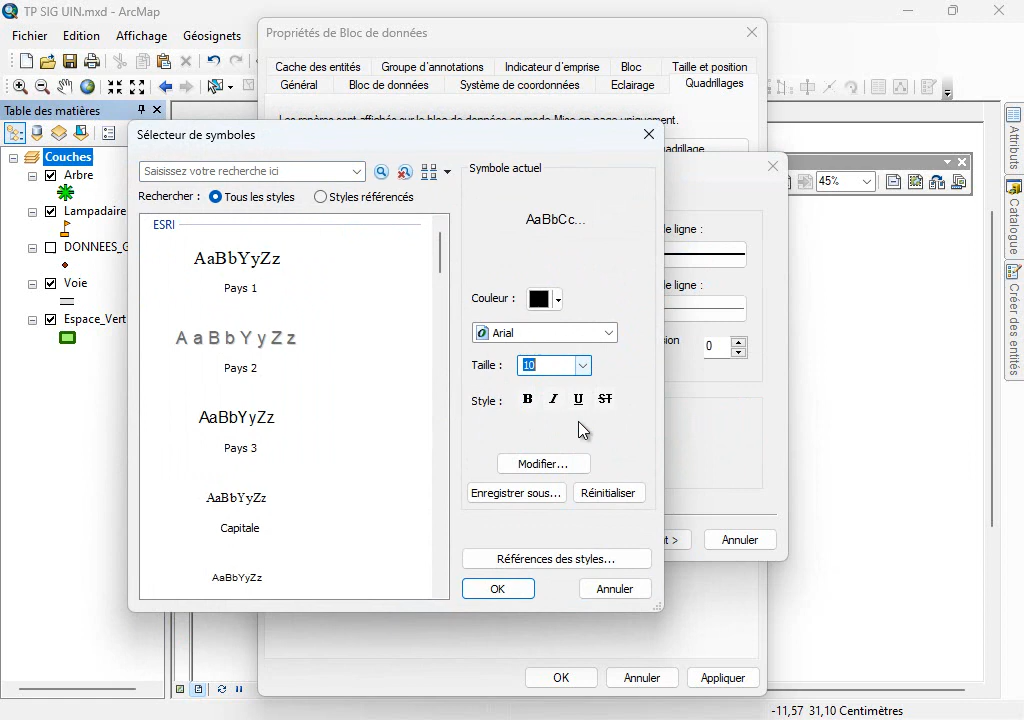 TP SIG UIN.mxd - ArcMap
Fichier Edition Affichage Géosignets
Table des matières
Couches
Arbre
Lampadaire
DONNEES_G
Voie
Espace_Vert
Propriétés de Bloc de données
Cache des entités Groupe d'annotations Indicateur d'emprise Bloc Taille et position
Général Bloc de données Système de coordonnées Eclairage Quadrillages
Sélecteur de symboles
Saisissez votre recherche ici
Rechercher : Tous les styles Styles référencés
ESRI
AaBbYyZz
Pays 1
AaBbYyZz
Pays 2
AaBbYyZz
Pays 3
AaBbYyZz
Capitale
AaBbYyZz
Symbole actuel
AaBbCc...
Couleur :
Arial
Taille : 10
Style : B I U ST
Modifier...
Enregistrer sous... Réinitialiser
Références des styles...
OK Annuler
le ligne :
le ligne :
sion 0
t > Annuler
OK Annuler Appliquer
45%
Attributs
Catalogue
Créer des entités
-11,57 31,10 Centimètres